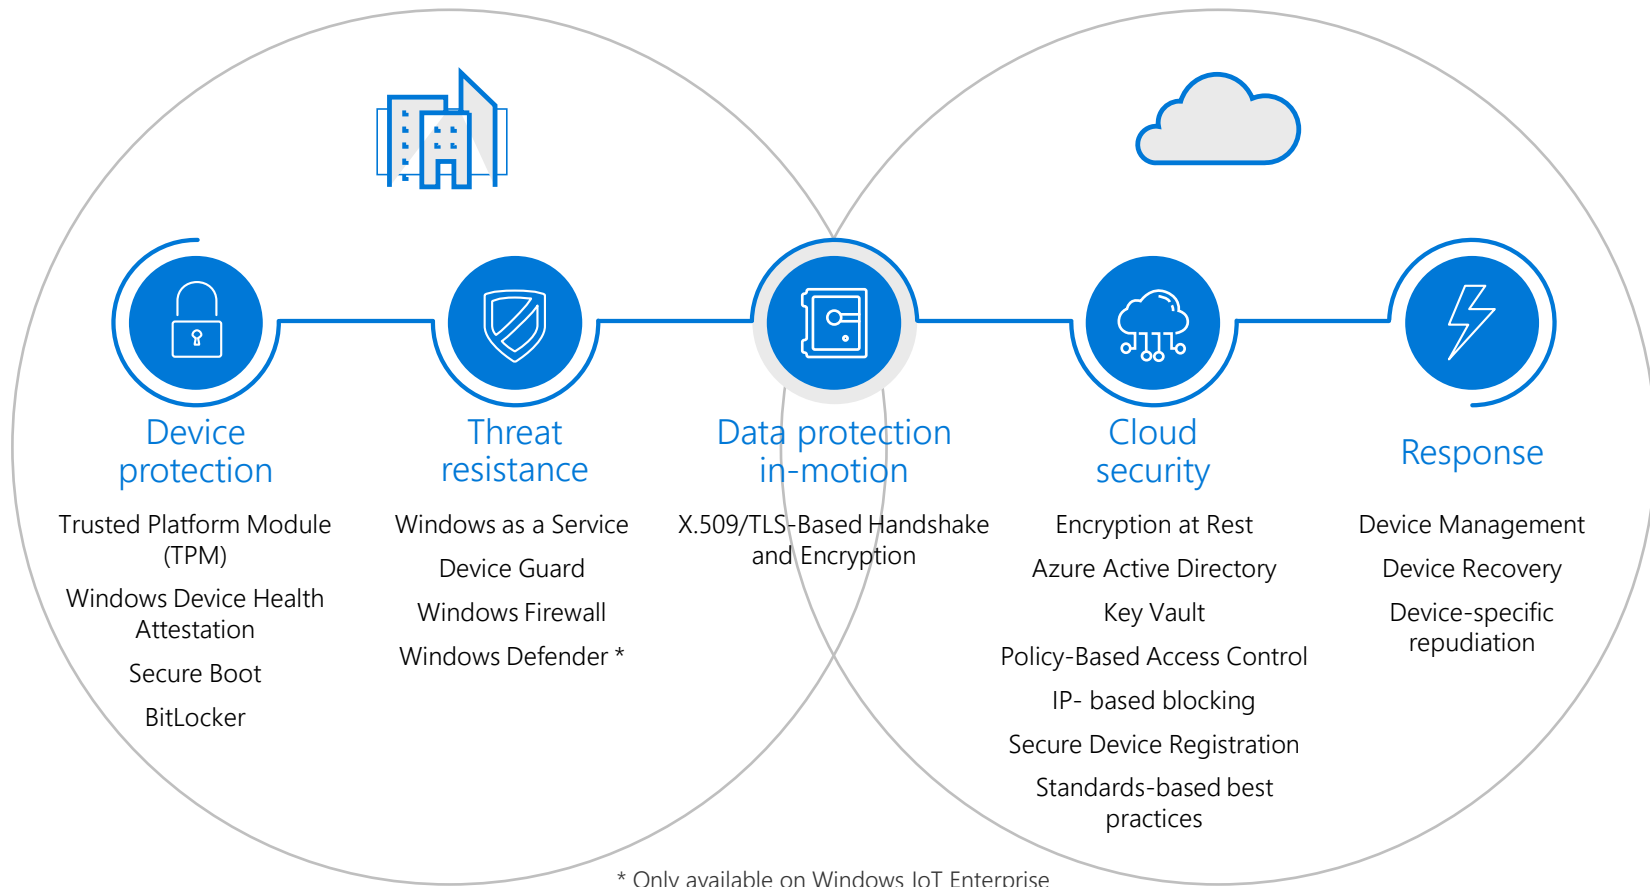 Device
protection
Trusted Platform Module
(TPM)
Windows Device Health
Attestation
Secure Boot
BitLocker
Threat
resistance
Windows as a Service
Device Guard
Windows Firewall
Windows Defender *
Data protection
in-motion
X.509/TLS-Based Handshake
and Encryption
Cloud
security
Encryption at Rest
Azure Active Directory
Key Vault
Policy-Based Access Control
IP- based blocking
Secure Device Registration
Standards-based best
practices
Response
Device Management
Device Recovery
Device-specific
repudiation
* Only available on Windows IoT Enterprise